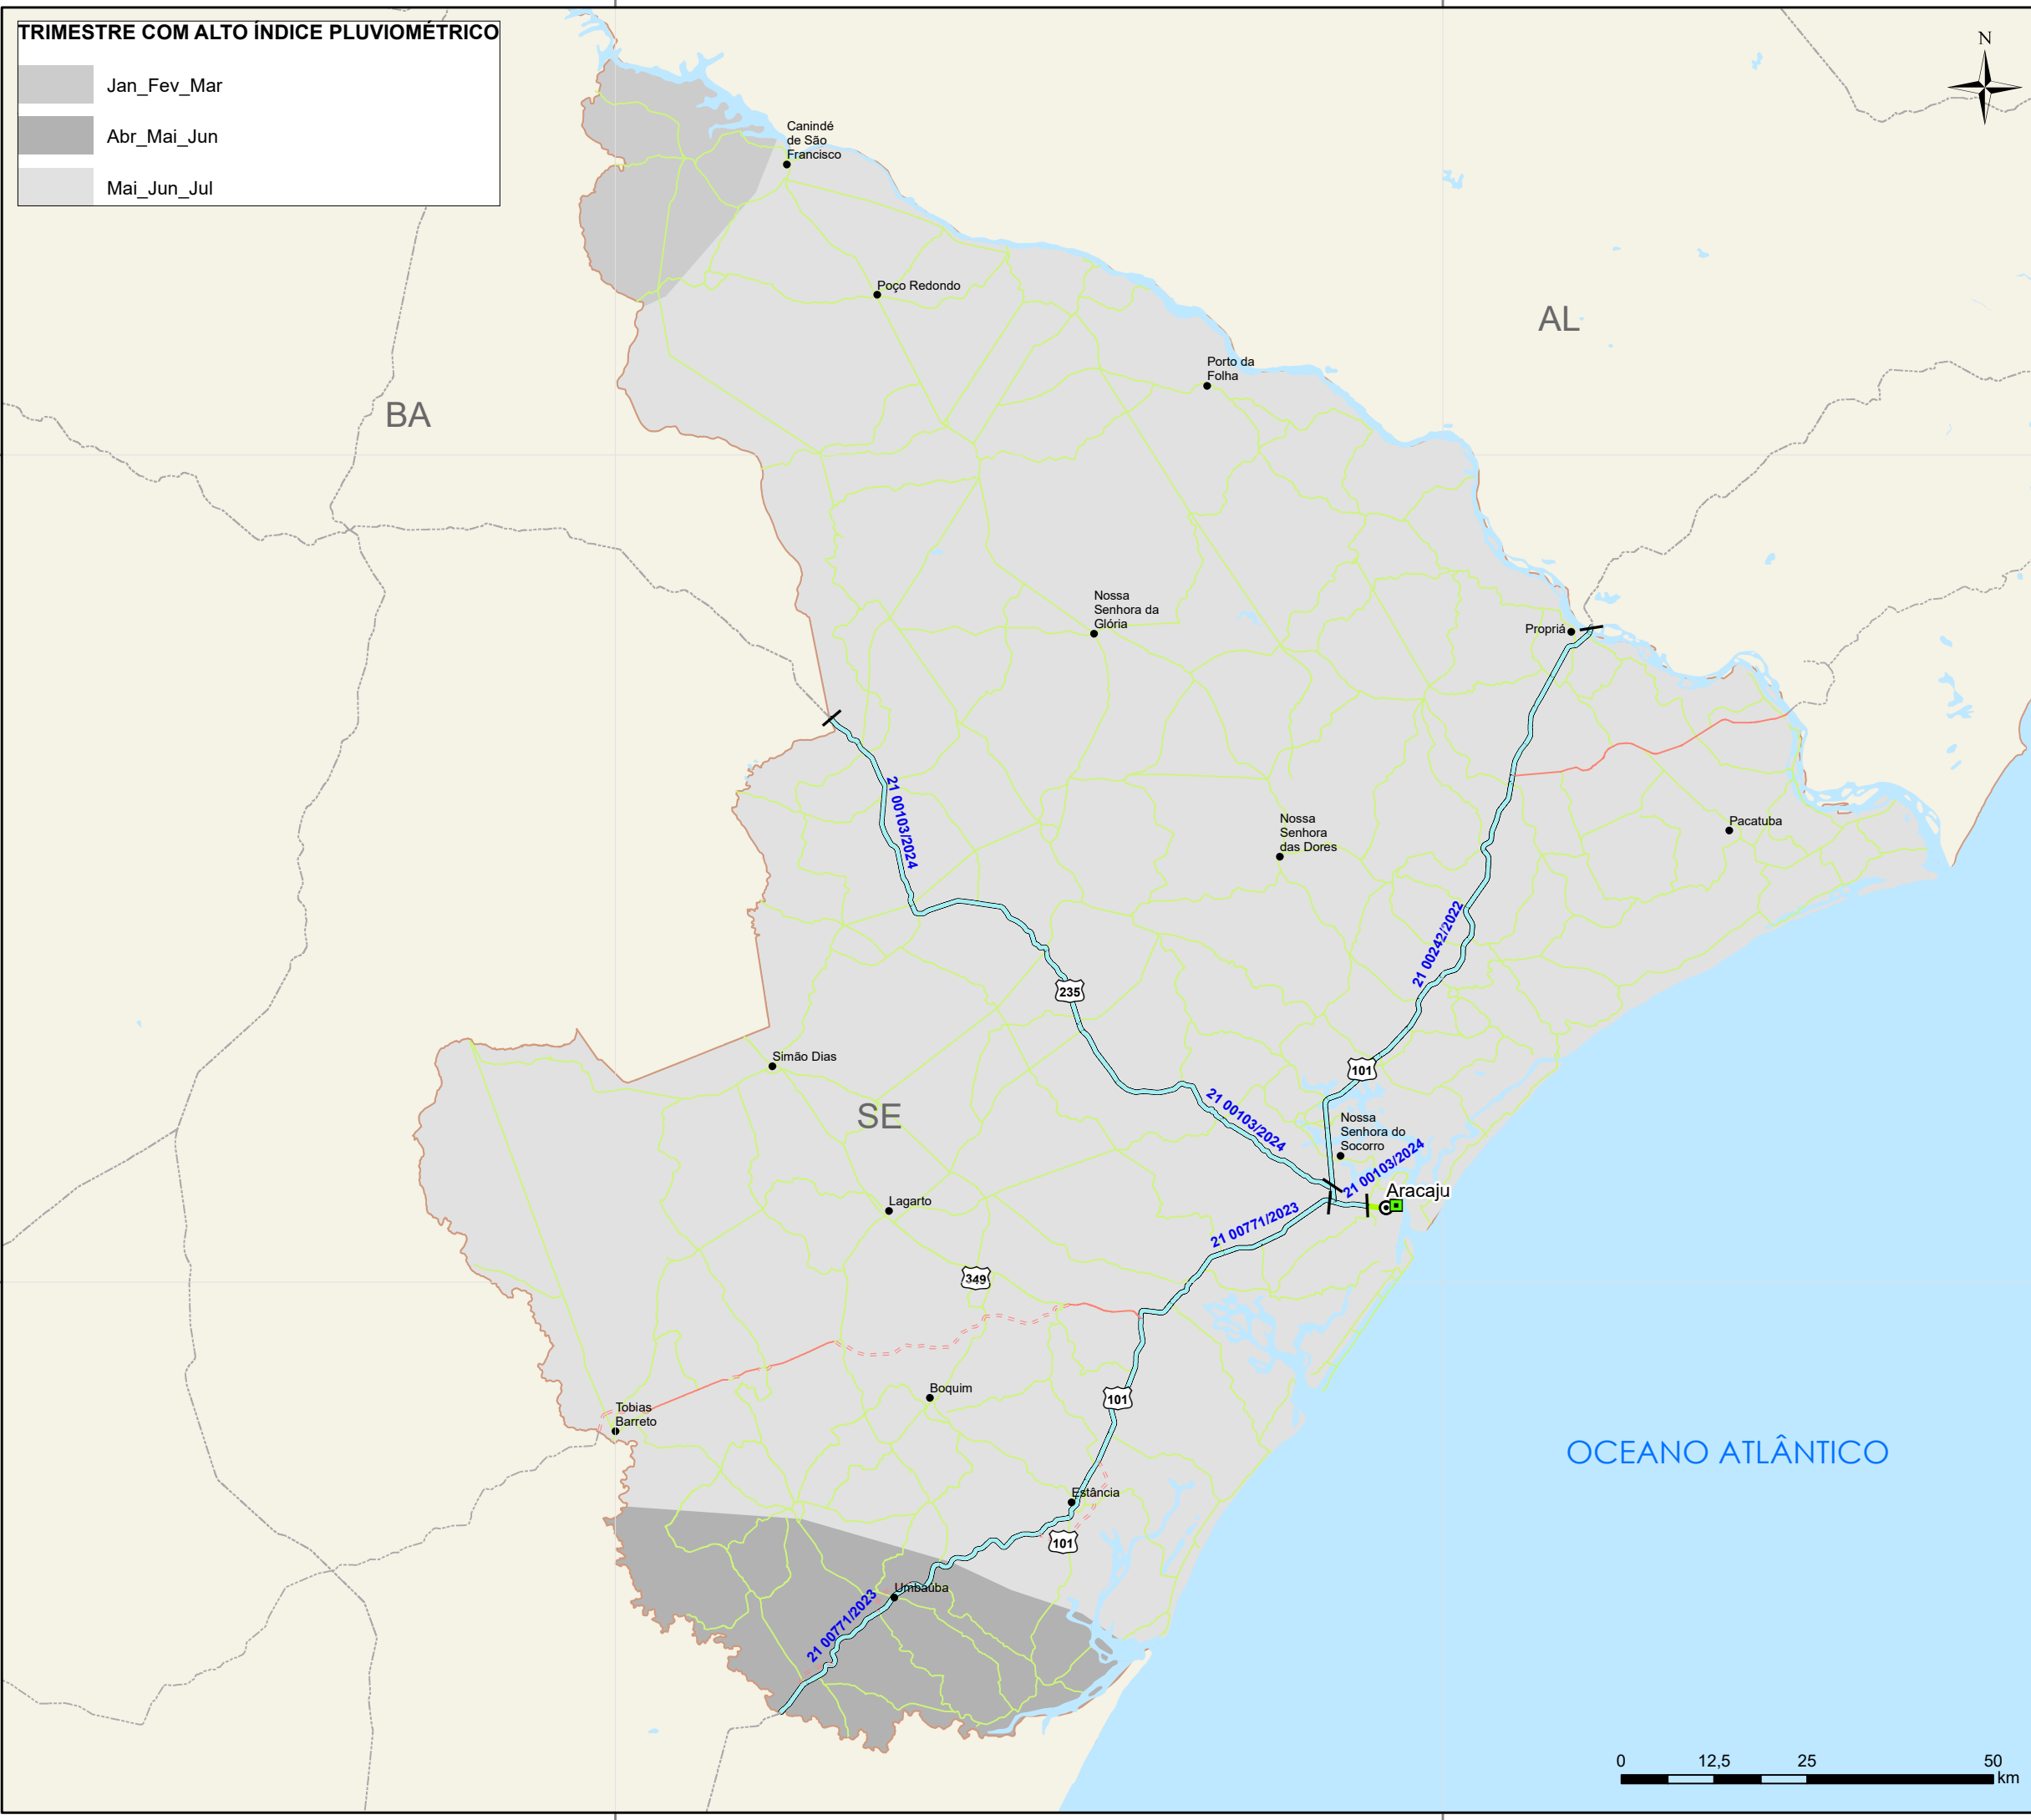 TRIMESTRE COM ALTO ÍNDICE PLUVIOMÉTRICO
Jan_Fev_Mar
Abr_Mai_Jun
Mai_Jun_Jul
N
Canindé
de São
Francisco
Poço Redondo
AL
Porto da
Folha
BA
Nossa
Senhora da
Glória
Propriá
21 00103/2024
Nossa
Senhora
das Dores
Pacatuba
21 00242/2022
235
Simão Dias
101
SE
21 00103/2024
Nossa
Senhora do
Socorro
21 00103/2024
Aracaju
Lagarto
21 00771/2023
349
Boquim
101
Tobias
Barreto
OCEANO ATLÂNTICO
Estância
101
Umbaúba
21 00771/2023
0 12,5 25 50
km